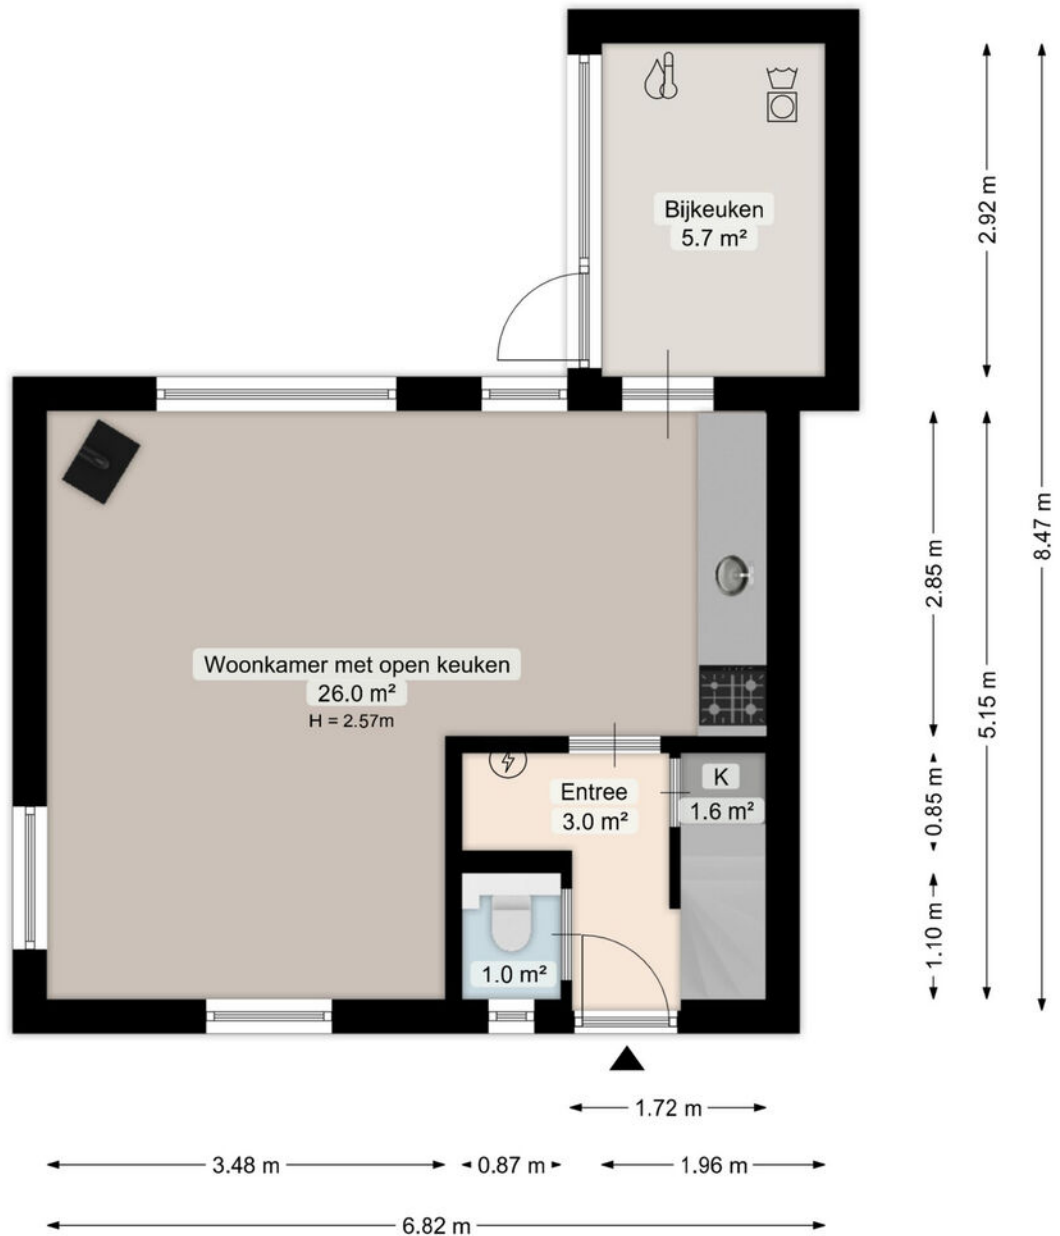 Bijkeuken
5.7 m²
2.92 m
8.47 m
2.85 m
5.15 m
Woonkamer met open keuken
26.0 m²
H = 2.57m
Entree
3.0 m²
K
1.6 m²
0.85 m
1.10 m
1.0 m²
1.72 m
3.48 m
0.87 m
1.96 m
6.82 m